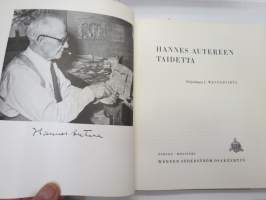 Hannes Autere
HANNES AUTEREEN
TAIDETTA
PORVOO · HELSINKI
WERNER SÖDERSTRÖM OSAKEYHTIÖ